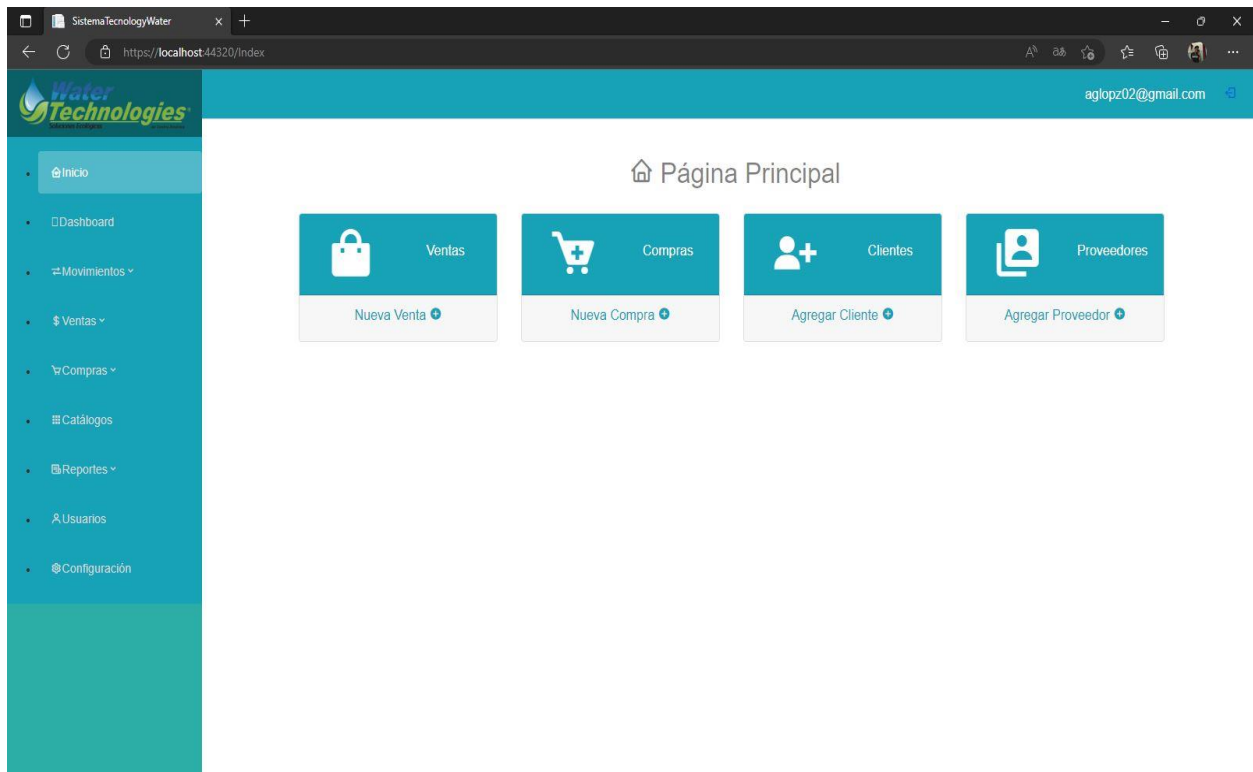 SistemaTecnologyWater
https://localhost:44320/Index
Water
Technologies
aglopz02@gmail.com
Inicio
Dashboard
Movimientos
$ Ventas
Compras
Catálogos
Reportes
Usuarios
Configuración
Página Principal
Ventas
Compras
Clientes
Proveedores
Nueva Venta
Nueva Compra
Agregar Cliente
Agregar Proveedor